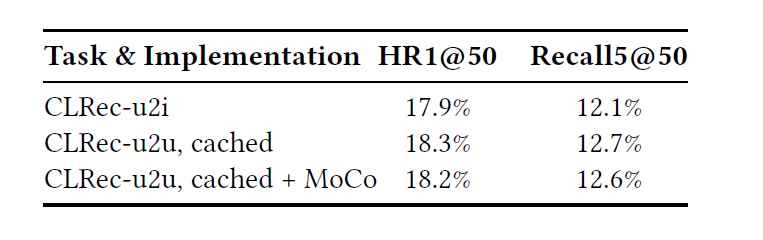 Task & Implementation HR1@50 Recall5@50
CLRec-u2i 17.9% 12.1%
CLRec-u2u, cached 18.3% 12.7%
CLRec-u2u, cached + MoCo 18.2% 12.6%